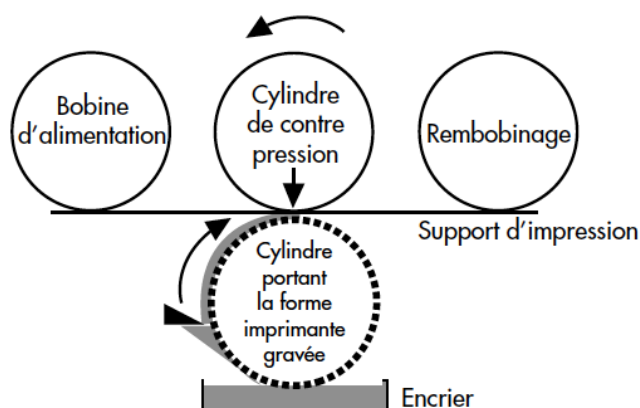 Bobine
d'alimentation
Cylindre
de contre
pression
Rembobinage
Support d'impression
Cylindre
portant
la forme
imprimante
gravée
Encrier